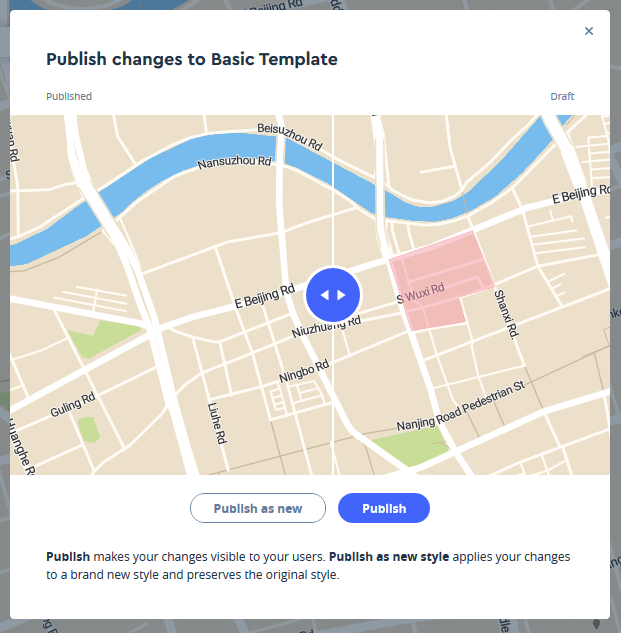 Beijing Rd
×
Publish changes to Basic Template
Published
Draft
Beisuzhou Rd
Nansuzhou Rd
E Beijing Rd
S Wuxi Rd
E Beijing Rd
Shanxi Rd.
Niuzhuang Rd
Ningbo Rd
Nanjing Road Pedestrian St
Guling Rd
Liuhe Rd
Huanghe R
Publish as new
Publish
Publish makes your changes visible to your users. Publish as new style applies your changes
to a brand new style and preserves the original style.